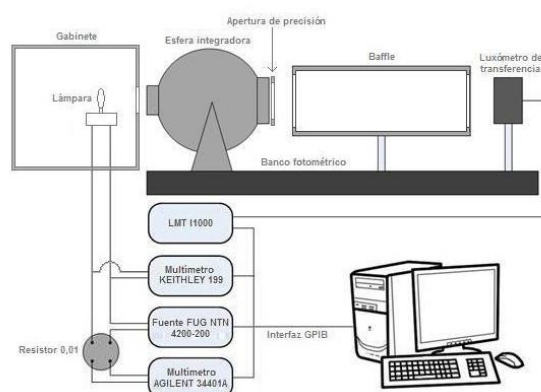 Apertura de precisión
Gabinete
Esfera integradora
Baffle
Luxómetro de
transferencia
Lámpara
Banco fotométrico
LMT I1000
Multímetro
KEITHLEY 199
Fuente FUG NTN
4200-200
Interfaz GPIB
Resistor 0,01
Multímetro
AGILENT 34401A